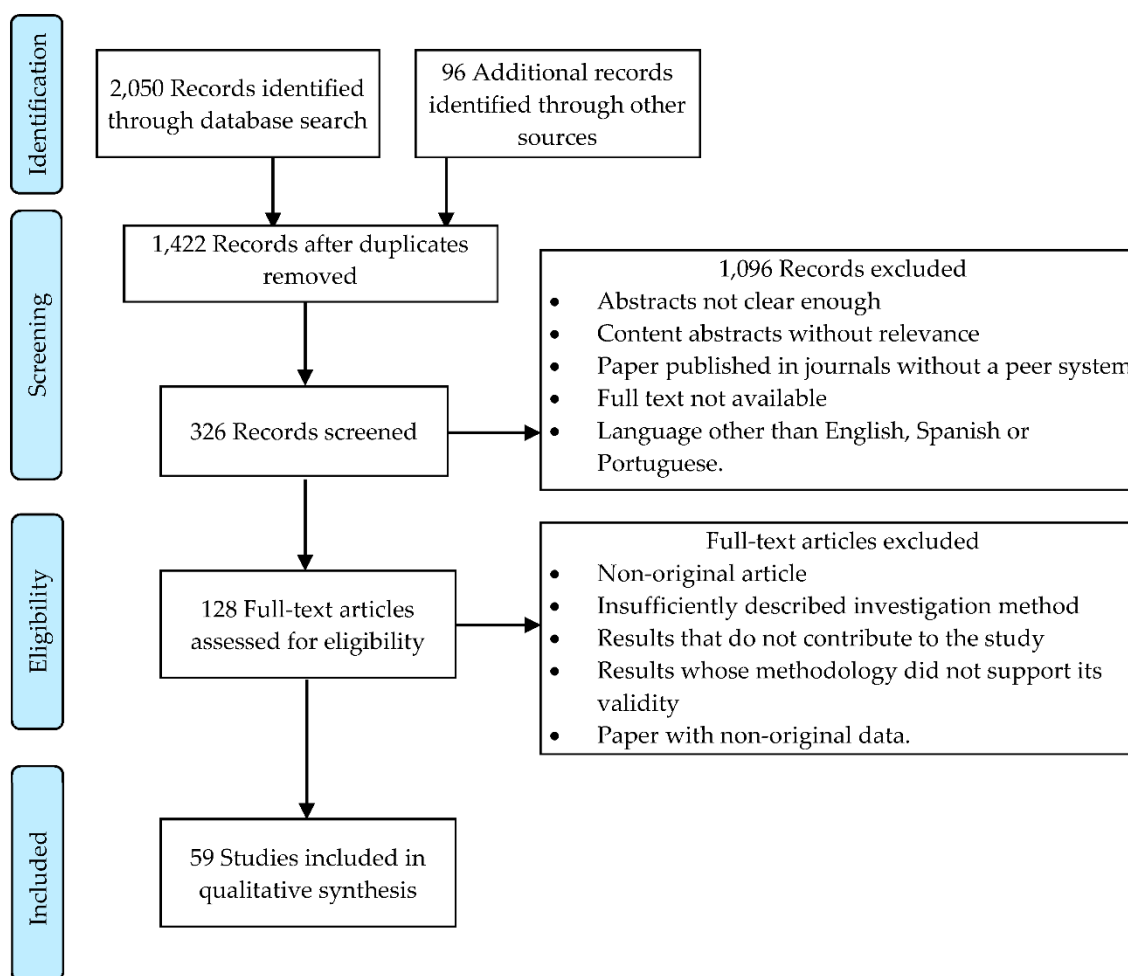 Identification
2,050 Records identified
through database search
96 Additional records
identified through other
sources
Screening
1,422 Records after duplicates
removed
1,096 Records excluded
• Abstracts not clear enough
• Content abstracts without relevance
• Paper published in journals without a peer system
• Full text not available
• Language other than English, Spanish or
Portuguese.
326 Records screened
Eligibility
128 Full-text articles
assessed for eligibility
Full-text articles excluded
• Non-original article
• Insufficiently described investigation method
• Results that do not contribute to the study
• Results whose methodology did not support its
validity
• Paper with non-original data.
Included
59 Studies included in
qualitative synthesis